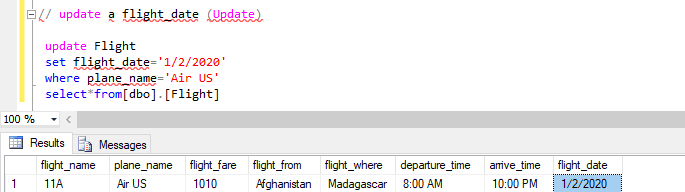 // update a flight_date (Update)
update Flight
set flight_date='1/2/2020'
where plane_name='Air US'
select*from[dbo].[Flight]
100 %
Results Messages
flight_name plane_name flight_fare flight_from flight_where departure_time arrive_time flight_date
1 11A Air US 1010 Afghanistan Madagascar 8:00 AM 10:00 PM 1/2/2020